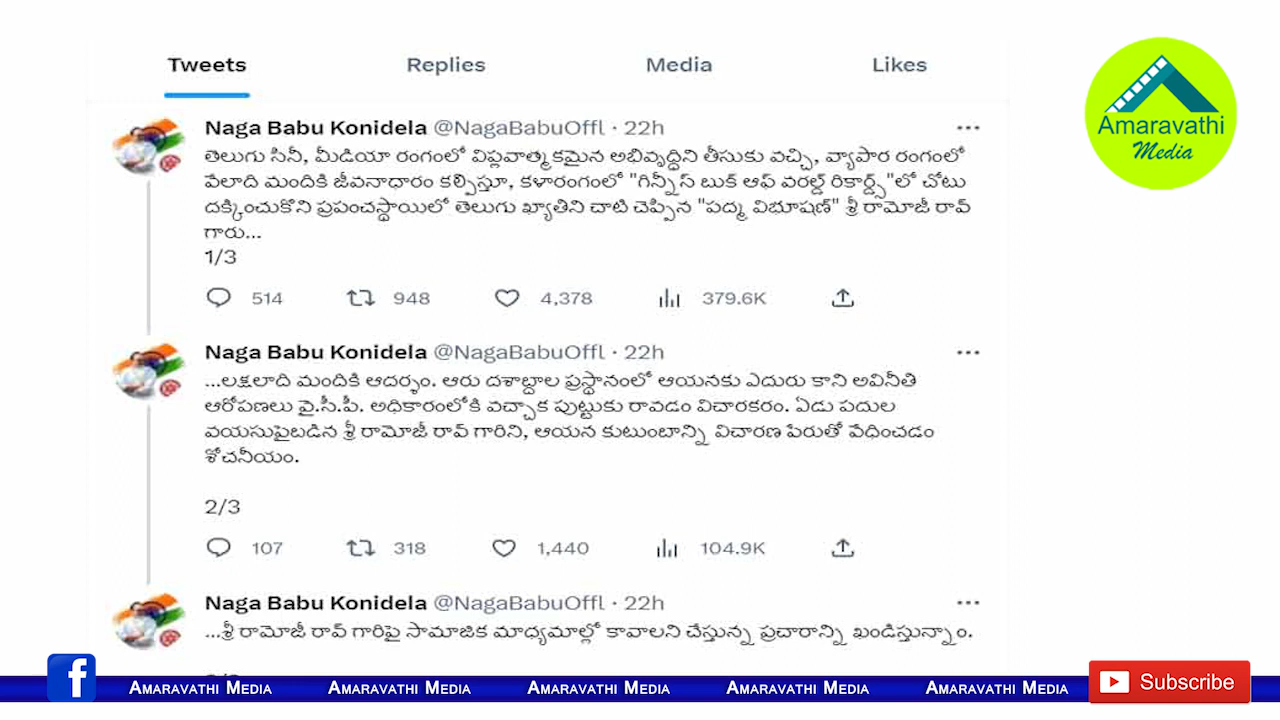 Tweets Replies Media Likes
Amaravathi
Media
Naga Babu Konidela @NagaBabuOffl · 22h
తెలుగు సినీ, మీడియా రంగంలో విప్లవాత్మకమైన అభివృద్ధిని తీసుకు వచ్చి, వ్యాపార రంగంలో
వేలాది మందికి జీవనాధారం కల్పిస్తూ, కళారంగంలో "గిన్నీస్ బుక్ ఆఫ్ వరల్డ్ రికార్డ్స్"లో చోటు
దక్కించుకొని ప్రపంచస్థాయిలో తెలుగు ఖ్యాతిని చాటి చెప్పిన "పద్మ విభూషణ్" శ్రీ రామోజీ రావ్
గారు...
1/3
514 948 4,378 379.6K
Naga Babu Konidela @NagaBabuOffl · 22h
...లక్షలాది మందికి ఆదర్శం. ఆరు దశాబ్దాల ప్రస్థానంలో ఆయనకు ఎదురు కాని అవినీతి
ఆరోపణలు వై.సీ.పీ. అధికారంలోకి వచ్చాక పుట్టుకు రావడం విచారకరం. ఏడు పదుల
వయసుపైబడిన శ్రీ రామోజీ రావ్ గారిని, ఆయన కుటుంబాన్ని విచారణ పేరుతో వేధించడం
శోచనీయం.
2/3
107 318 1,440 104.9K
Naga Babu Konidela @NagaBabuOffl · 22h
...శ్రీ రామోజీ రావ్ గారిపై సామాజిక మాధ్యమాల్లో కావాలని చేస్తున్న ప్రచారాన్ని ఖండిస్తున్నాం.
f Amaravathi Media Amaravathi Media Amaravathi Media Amaravathi Media Amaravathi Media Subscribe